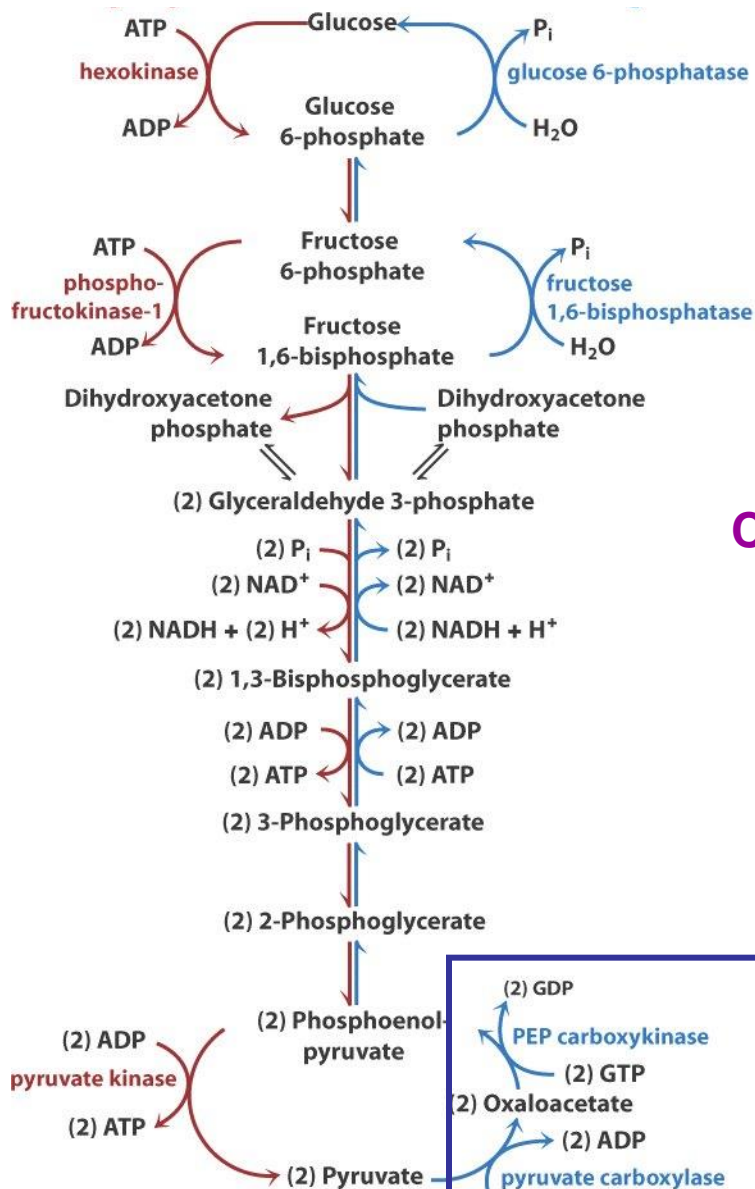 ATP
Glucose
Pi
hexokinase
glucose 6-phosphatase
ADP
Glucose
6-phosphate
H2O
ATP
Fructose
6-phosphate
Pi
phospho-
fructokinase-1
fructose
1,6-bisphosphatase
ADP
Fructose
1,6-bisphosphate
H2O
Dihydroxyacetone
phosphate
Dihydroxyacetone
phosphate
(2) Glyceraldehyde 3-phosphate
(2) Pi
(2) Pi
(2) NAD+
(2) NAD+
(2) NADH + (2) H+
(2) NADH + H+
(2) 1,3-Bisphosphoglycerate
(2) ADP
(2) ADP
(2) ATP
(2) ATP
(2) 3-Phosphoglycerate
(2) 2-Phosphoglycerate
(2) GDP
(2) Phosphoenol-
pyruvate
PEP carboxykinase
(2) ADP
(2) GTP
pyruvate kinase
(2) Oxaloacetate
(2) ATP
(2) ADP
(2) Pyruvate
pyruvate carboxylase